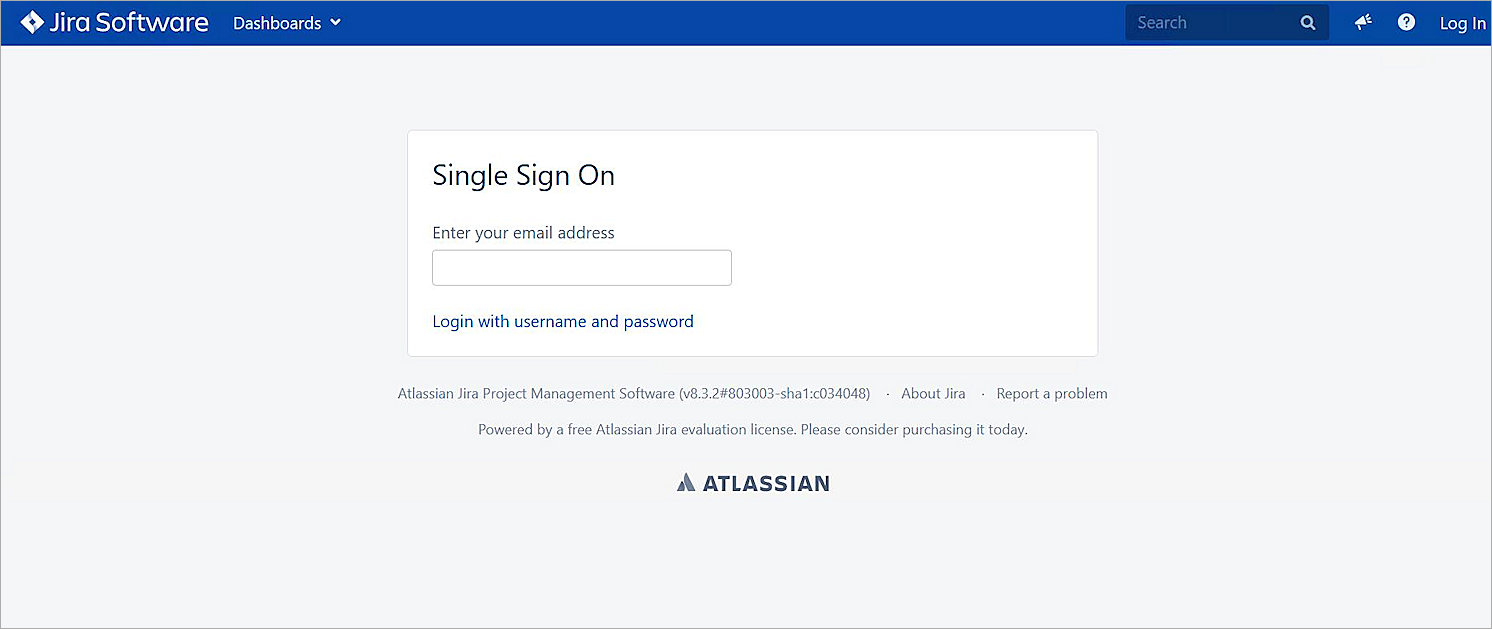 Jira Software Dashboards Search Log In
Single Sign On
Enter your email address
Login with username and password
Atlassian Jira Project Management Software (v8.3.2#803003-sha1:c034048) · About Jira · Report a problem
Powered by a free Atlassian Jira evaluation license. Please consider purchasing it today.
ATLASSIAN